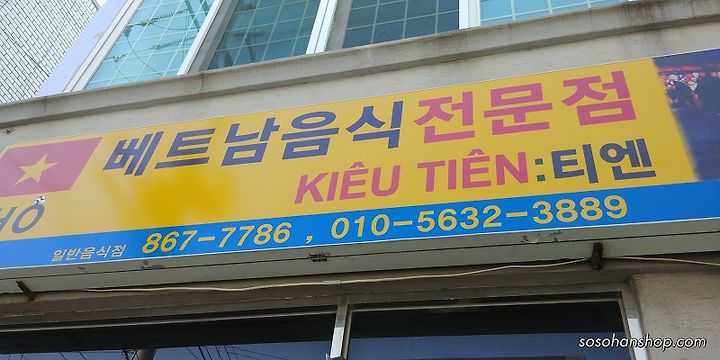 베트남음식전문점
KIÊU TIÊN:티엔
일반음식점 867-7786 , 010-5632-3889
sosohanshop.com